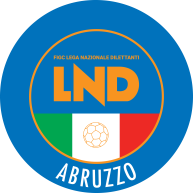 FIGC LEGA NAZIONALE DILETTANTI
LND
ABRUZZO